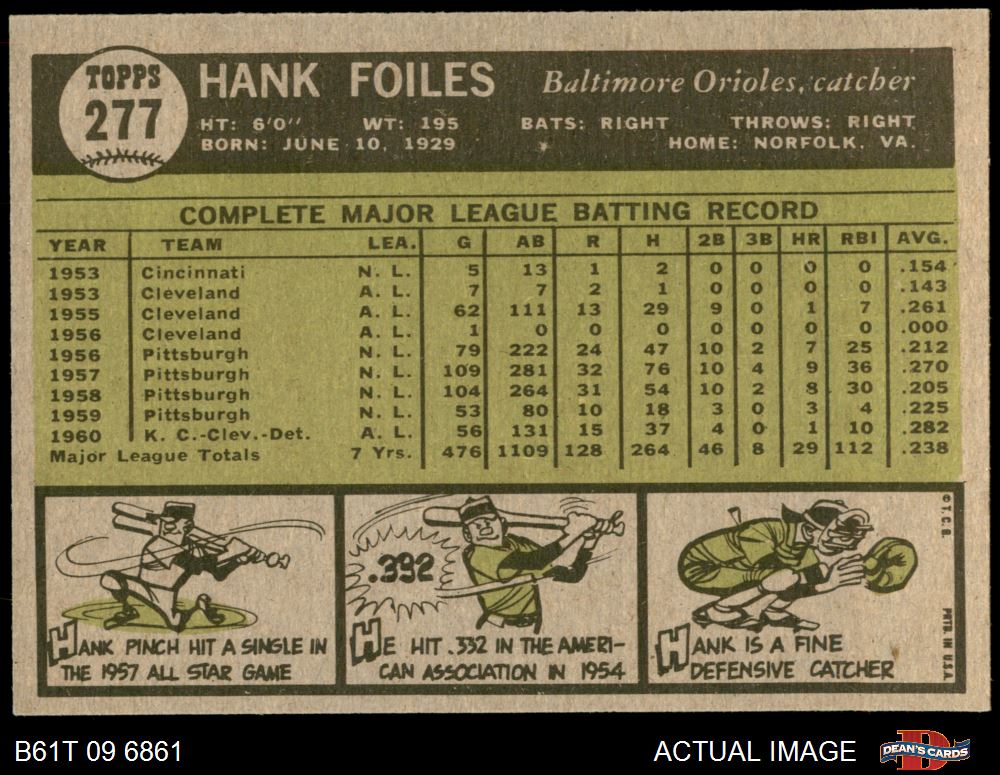 TOPPS
277
HANK FOILES
Baltimore Orioles, catcher
HT: 6'0" WT: 195 BATS: RIGHT THROWS: RIGHT
BORN: JUNE 10, 1929 HOME: NORFOLK, VA.
COMPLETE MAJOR LEAGUE BATTING RECORD
YEAR TEAM LEA. G AB R H 2B 3B HR RBI AVG.
1953 Cincinnati N. L. 5 13 1 2 0 0 0 0 .154
1953 Cleveland A. L. 7 7 2 1 0 0 0 0 .143
1955 Cleveland A. L. 62 111 13 29 9 0 1 7 .261
1956 Cleveland A. L. 1 0 0 0 0 0 0 0 .000
1956 Pittsburgh N. L. 79 222 24 47 10 2 7 25 .212
1957 Pittsburgh N. L. 109 281 32 76 10 4 9 36 .270
1958 Pittsburgh N. L. 104 264 31 54 10 2 8 30 .205
1959 Pittsburgh N. L. 53 80 10 18 3 0 3 4 .225
1960 K. C.-Clev.-Det. A. L. 56 131 15 37 4 0 1 10 .282
Major League Totals 7 Yrs. 476 1109 128 264 46 8 29 112 .238
HANK PINCH HIT A SINGLE IN
THE 1957 ALL STAR GAME
.332
HE HIT .332 IN THE AMERI-
CAN ASSOCIATION IN 1954
HANK IS A FINE
DEFENSIVE CATCHER
© T. C. G.
PRTD. IN U.S.A.
B61T 09 6861
ACTUAL IMAGE
DEAN'S CARDS